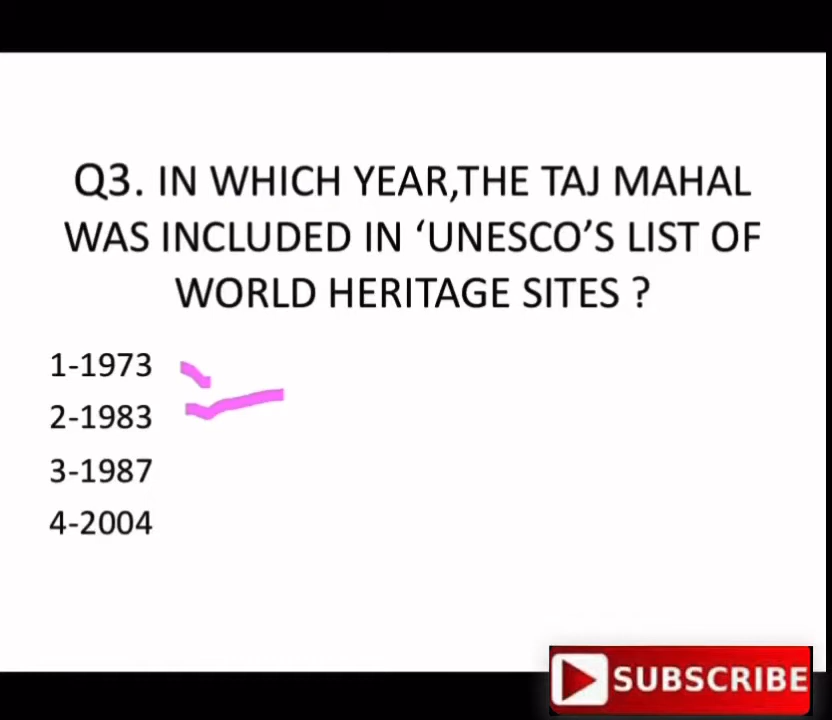 Q3. IN WHICH YEAR,THE TAJ MAHAL
WAS INCLUDED IN ‘UNESCO’S LIST OF
WORLD HERITAGE SITES ?
1-1973
2-1983
3-1987
4-2004
SUBSCRIBE